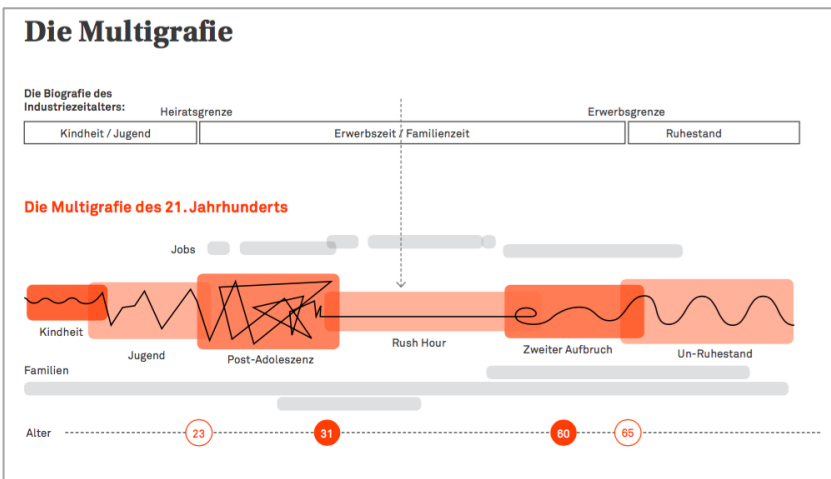 Die Multigrafie
Die Biografie des
Industriezeitalters:
Heiratsgrenze
Erwerbsgrenze
Kindheit / Jugend
Erwerbszeit / Familienzeit
Ruhestand
Die Multigrafie des 21. Jahrhunderts
Jobs
Kindheit
Jugend
Post-Adoleszenz
Rush Hour
Zweiter Aufbruch
Un-Ruhestand
Familien
Alter
23
31
60
65